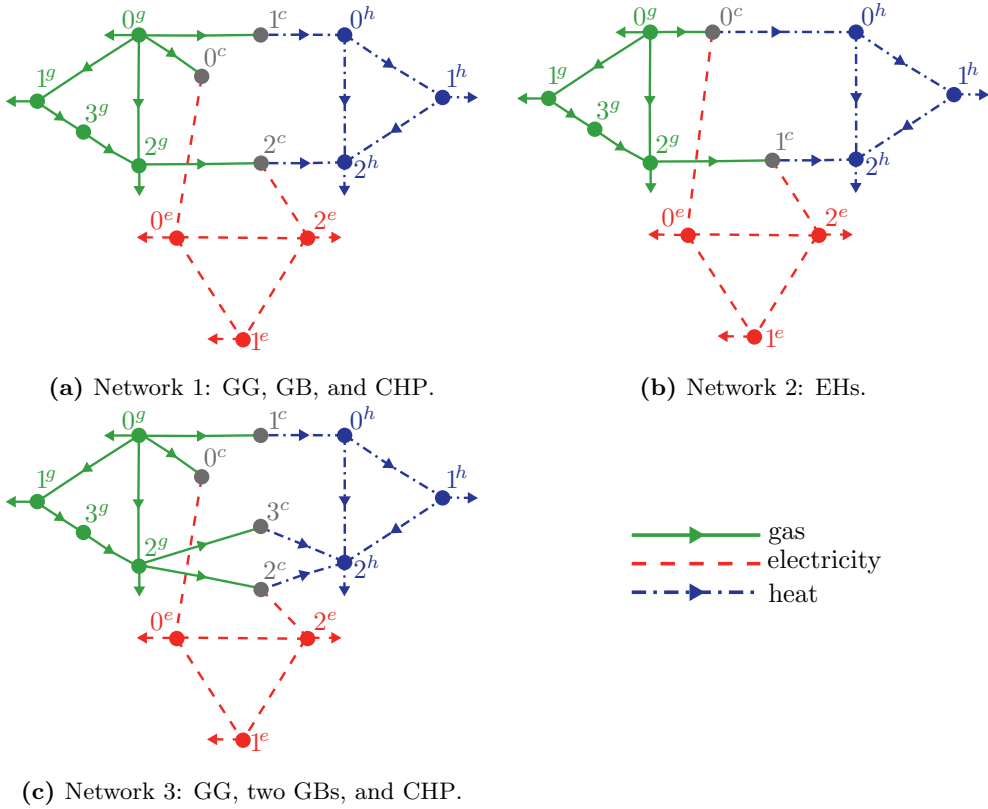 0^g 1^c 0^h
0^c
1^g 1^h
3^g
2^g 2^c 2^h
0^e 2^e
1^e
(a) Network 1: GG, GB, and CHP.
0^g 0^c 0^h
1^g 1^h
3^g
2^g 1^c 2^h
0^e 2^e
1^e
(b) Network 2: EHs.
0^g 1^c 0^h
0^c
1^g 1^h
3^g 3^c
2^g 2^c 2^h
0^e 2^e
1^e
(c) Network 3: GG, two GBs, and CHP.
gas
electricity
heat